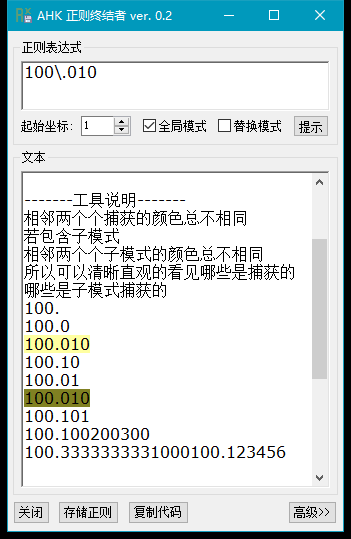 AHK 正则终结者 ver. 0.2
正则表达式
100\.010
起始坐标: 1 全局模式 替换模式 提示
文本
-------工具说明-------
相邻两个个捕获的颜色总不相同
若包含子模式
相邻两个个子模式的颜色总不相同
所以可以清晰直观的看见哪些是捕获的
哪些是子模式捕获的
100.
100.0
100.010
100.10
100.01
100.010
100.101
100.100200300
100.3333333331000100.123456
关闭 存储正则 复制代码 高级>>